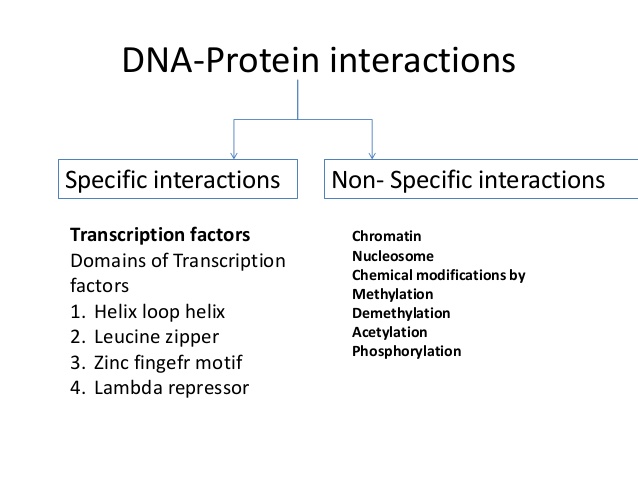 DNA-Protein interactions
Specific interactions
Non- Specific interactions
Transcription factors
Domains of Transcription
factors
1. Helix loop helix
2. Leucine zipper
3. Zinc fingefr motif
4. Lambda repressor
Chromatin
Nucleosome
Chemical modifications by
Methylation
Demethylation
Acetylation
Phosphorylation